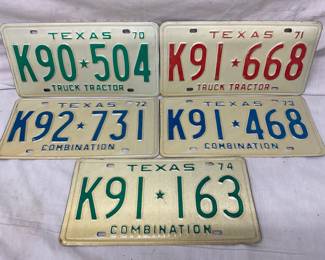 TEXAS 70
K90★504
TRUCK TRACTOR
TEXAS 71
K91★668
TRUCK TRACTOR
TEXAS 72
K92★731
COMBINATION
TEXAS 73
K91★468
COMBINATION
TEXAS 74
K91★163
COMBINATION